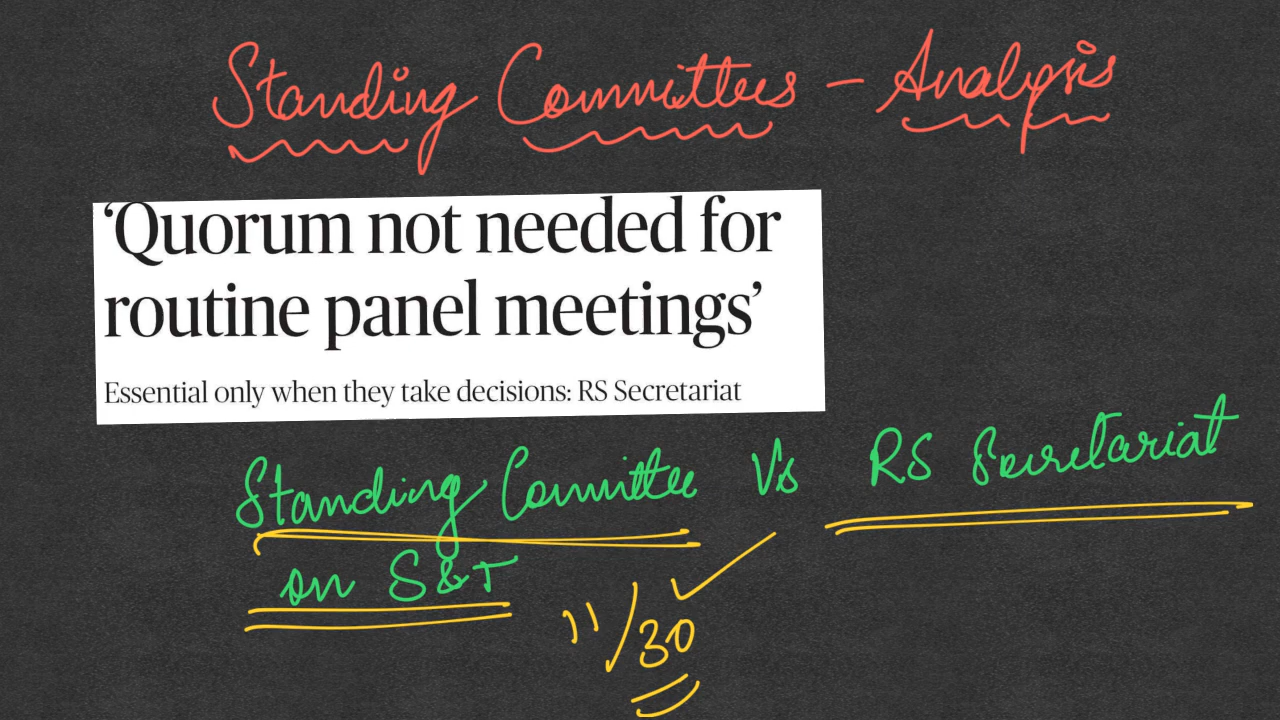 Standing Committees - Analysis
‘Quorum not needed for
routine panel meetings’
Essential only when they take decisions: RS Secretariat
Standing Committee Vs RS Secretariat
on S&T
11/30